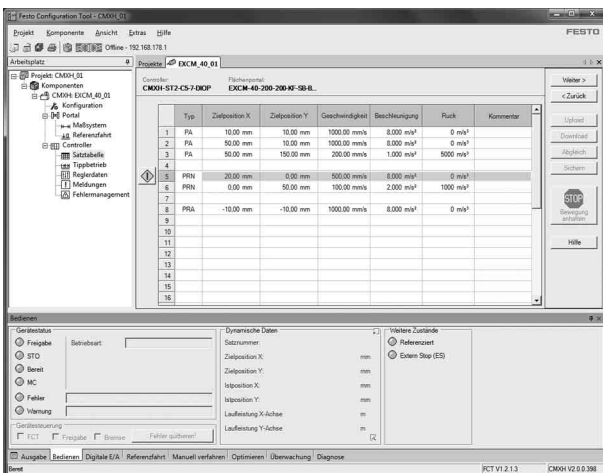 Festo Configuration Tool - CMXH_01
Projekt Komponente Ansicht Extras Hilfe
FESTO
Offline - 192.168.178.1
Arbeitsplatz
Projekte EXCM_40_01
Projekt: CMXH_01
Komponenten
CMXH: EXCM_40_01
Konfiguration
Portal
Maßsystem
Referenzfahrt
Controller
Satztabelle
Tippbetrieb
Reglerdaten
Meldungen
Fehlermanagement
Controller: Flächenportal:
CMXH-ST2-C5-7-DIOP EXCM-40-200-200-KF-SB-B...
Typ Zielposition X Zielposition Y Geschwindigkeit Beschleunigung Ruck Kommentar
1 PA 10,00 mm 10,00 mm 1000,00 mm/s 8,000 m/s² 0 m/s³
2 PA 50,00 mm 10,00 mm 1000,00 mm/s 8,000 m/s² 0 m/s³
3 PA 50,00 mm 150,00 mm 200,00 mm/s 1,000 m/s² 5000 m/s³
4
5 PRN 20,00 mm 0,00 mm 500,00 mm/s 8,000 m/s² 0 m/s³
6 PRN 0,00 mm 50,00 mm 100,00 mm/s 2,000 m/s² 1000 m/s³
7
8 PRA -10,00 mm -10,00 mm 1000,00 mm/s 8,000 m/s² 0 m/s³
9
10
11
12
13
14
15
16
Weiter >
< Zurück
Upload
Download
Abgleich
Sichern
STOP
Bewegung
anhalten
Hilfe
Bedienen
Gerätestatus
Freigabe Betriebsart:
STO
Bereit
MC
Fehler
Warnung
Gerätesteuerung
FCT Freigabe Bremse Fehler quittieren!
Dynamische Daten
Satznummer:
Zielposition X: mm
Zielposition Y: mm
Istposition X: mm
Istposition Y: mm
Laufleistung X-Achse m
Laufleistung Y-Achse m
Weitere Zustände
Referenziert
Extern Stop (ES)
Ausgabe Bedienen Digitale E/A Referenzfahrt Manuell verfahren Optimieren Überwachung Diagnose
Bereit FCT V1.2.1.3 CMXH V2.0.0.398